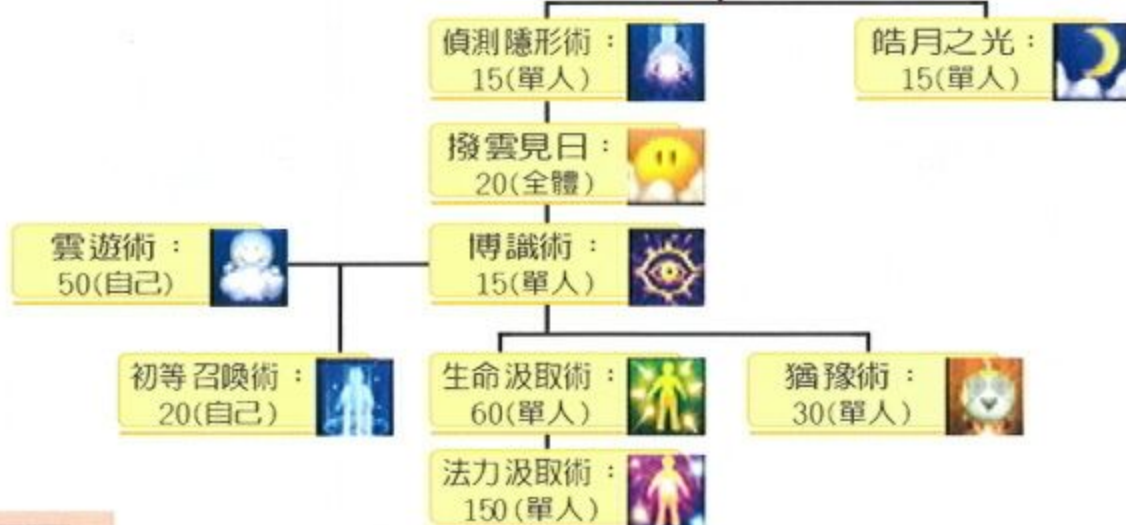 偵測隱形術：
15(單人)
皓月之光：
15(單人)
撥雲見日：
20(全體)
雲遊術：
50(自己)
博識術：
15(單人)
初等召喚術：
20(自己)
生命汲取術：
60(單人)
猶豫術：
30(單人)
法力汲取術：
150(單人)